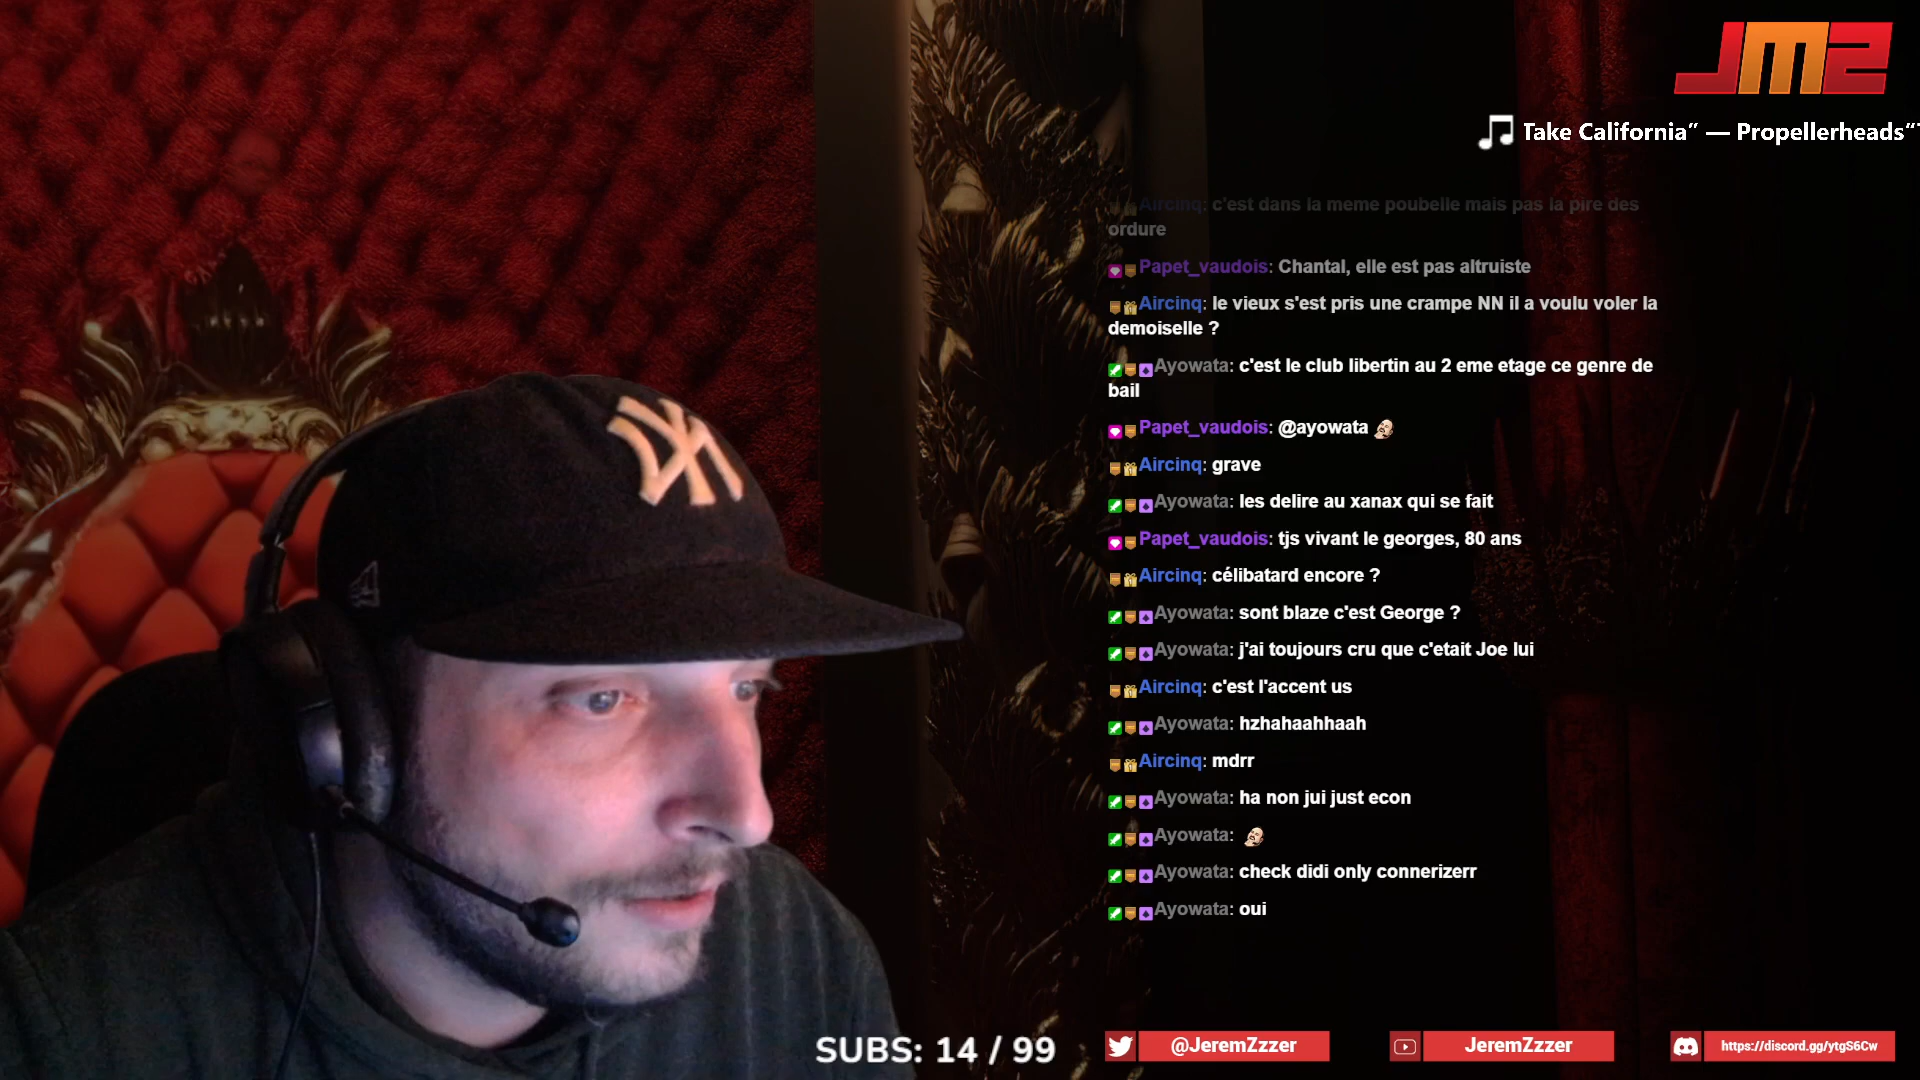 JM2
Take California” — Propellerheads“
Aircinq: c'est dans la meme poubelle mais pas la pire des
ordure
Papet_vaudois: Chantal, elle est pas altruiste
Aircinq: le vieux s'est pris une crampe NN il a voulu voler la
demoiselle ?
Ayowata: c'est le club libertin au 2 eme etage ce genre de
bail
Papet_vaudois: @ayowata
Aircinq: grave
Ayowata: les delire au xanax qui se fait
Papet_vaudois: tjs vivant le georges, 80 ans
Aircinq: célibatard encore ?
Ayowata: sont blaze c'est George ?
Ayowata: j'ai toujours cru que c'etait Joe lui
Aircinq: c'est l'accent us
Ayowata: hzhahaahhaah
Aircinq: mdrr
Ayowata: ha non jui just econ
Ayowata:
Ayowata: check didi only connerizerr
Ayowata: oui
SUBS: 14 / 99
@JeremZzzer
JeremZzzer
https://discord.gg/ytgS6Cw